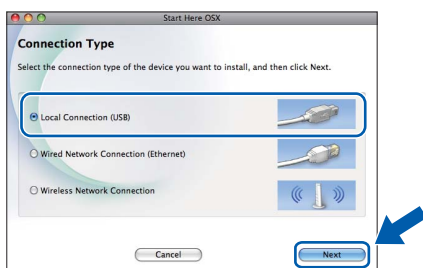 Start Here OSX
Connection Type
Select the connection type of the device you want to install, and then click Next.
Local Connection (USB)
Wired Network Connection (Ethernet)
Wireless Network Connection
Cancel
Next